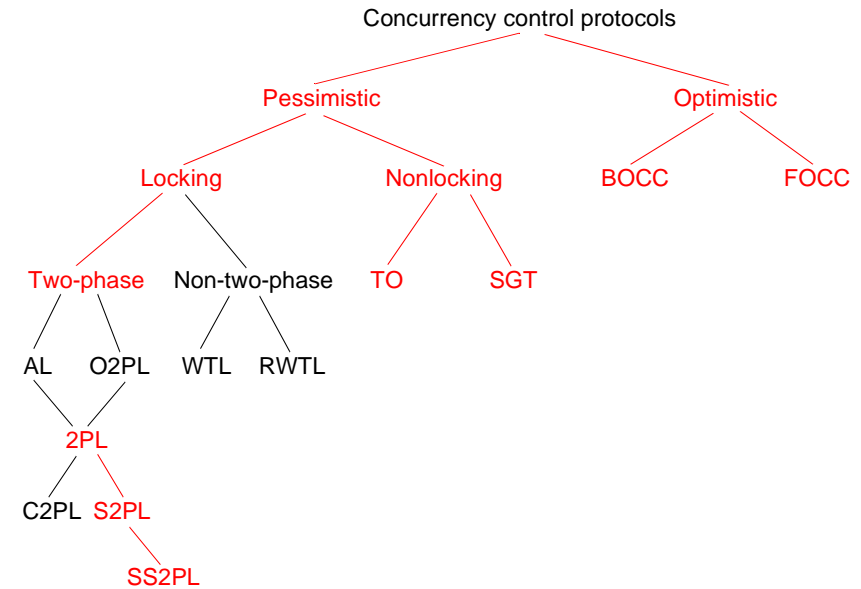 Concurrency control protocols
Pessimistic
Optimistic
Locking
Nonlocking
BOCC
FOCC
Two-phase
Non-two-phase
TO
SGT
AL
O2PL
WTL
RWTL
2PL
C2PL
S2PL
SS2PL